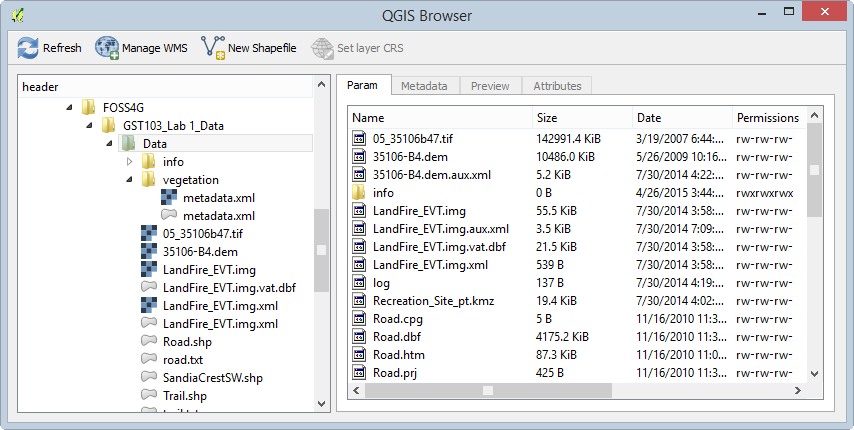 QGIS Browser
Refresh Manage WMS New Shapefile Set layer CRS
header
FOSS4G
GST103_Lab 1_Data
Data
info
vegetation
metadata.xml
metadata.xml
05_35106b47.tif
35106-B4.dem
LandFire_EVT.img
LandFire_EVT.img.vat.dbf
LandFire_EVT.img.xml
LandFire_EVT.img.xml
Road.shp
road.txt
SandiaCrestSW.shp
Trail.shp
Param Metadata Preview Attributes
Name Size Date Permissions
05_35106b47.tif 142991.4 KiB 3/19/2007 6:44:... rw-rw-rw-
35106-B4.dem 10486.0 KiB 5/26/2009 10:16... rw-rw-rw-
35106-B4.dem.aux.xml 5.2 KiB 7/30/2014 4:22:... rw-rw-rw-
info 0 B 4/26/2015 3:44:... rwxrwxrwx
LandFire_EVT.img 55.5 KiB 7/30/2014 3:58:... rw-rw-rw-
LandFire_EVT.img.aux.xml 3.5 KiB 7/30/2014 7:09:... rw-rw-rw-
LandFire_EVT.img.vat.dbf 21.5 KiB 7/30/2014 3:58:... rw-rw-rw-
LandFire_EVT.img.xml 539 B 7/30/2014 3:58:... rw-rw-rw-
log 137 B 7/30/2014 4:19:... rw-rw-rw-
Recreation_Site_pt.kmz 19.4 KiB 7/30/2014 4:02:... rw-rw-rw-
Road.cpg 5 B 11/16/2010 11:3... rw-rw-rw-
Road.dbf 4175.2 KiB 11/16/2010 11:3... rw-rw-rw-
Road.htm 87.3 KiB 11/16/2010 11:0... rw-rw-rw-
Road.prj 425 B 11/16/2010 11:3... rw-rw-rw-